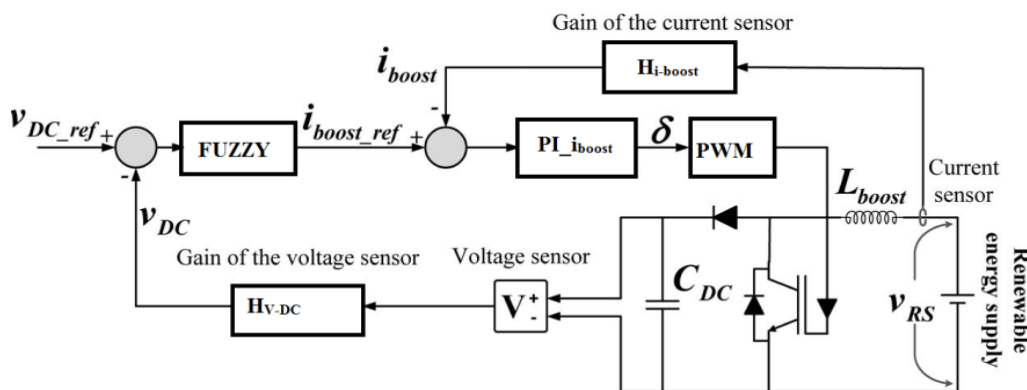 Gain of the current sensor
i_boost
H_i-boost
-
v_DC_ref
+
FUZZY
i_boost_ref
+
PI_i_boost
δ
PWM
Current
sensor
L_boost
-
v_DC
Gain of the voltage sensor
Voltage sensor
H_V-DC
V
+
-
C_DC
v_RS
Renewable
energy supply